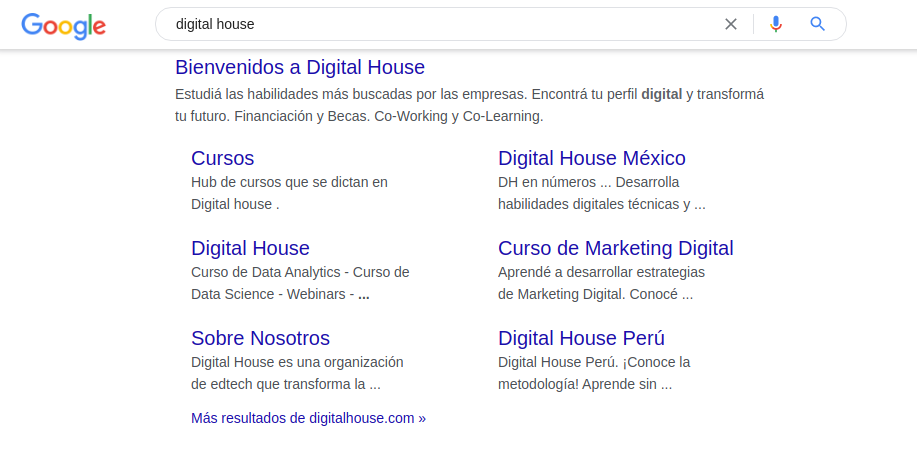 Google
digital house
Bienvenidos a Digital House
Estudiá las habilidades más buscadas por las empresas. Encontrá tu perfil digital y transformá
tu futuro. Financiación y Becas. Co-Working y Co-Learning.
Cursos
Hub de cursos que se dictan en
Digital house .
Digital House México
DH en números ... Desarrolla
habilidades digitales técnicas y ...
Digital House
Curso de Data Analytics - Curso de
Data Science - Webinars - ...
Curso de Marketing Digital
Aprendé a desarrollar estrategias
de Marketing Digital. Conocé ...
Sobre Nosotros
Digital House es una organización
de edtech que transforma la ...
Digital House Perú
Digital House Perú. ¡Conoce la
metodología! Aprende sin ...
Más resultados de digitalhouse.com »